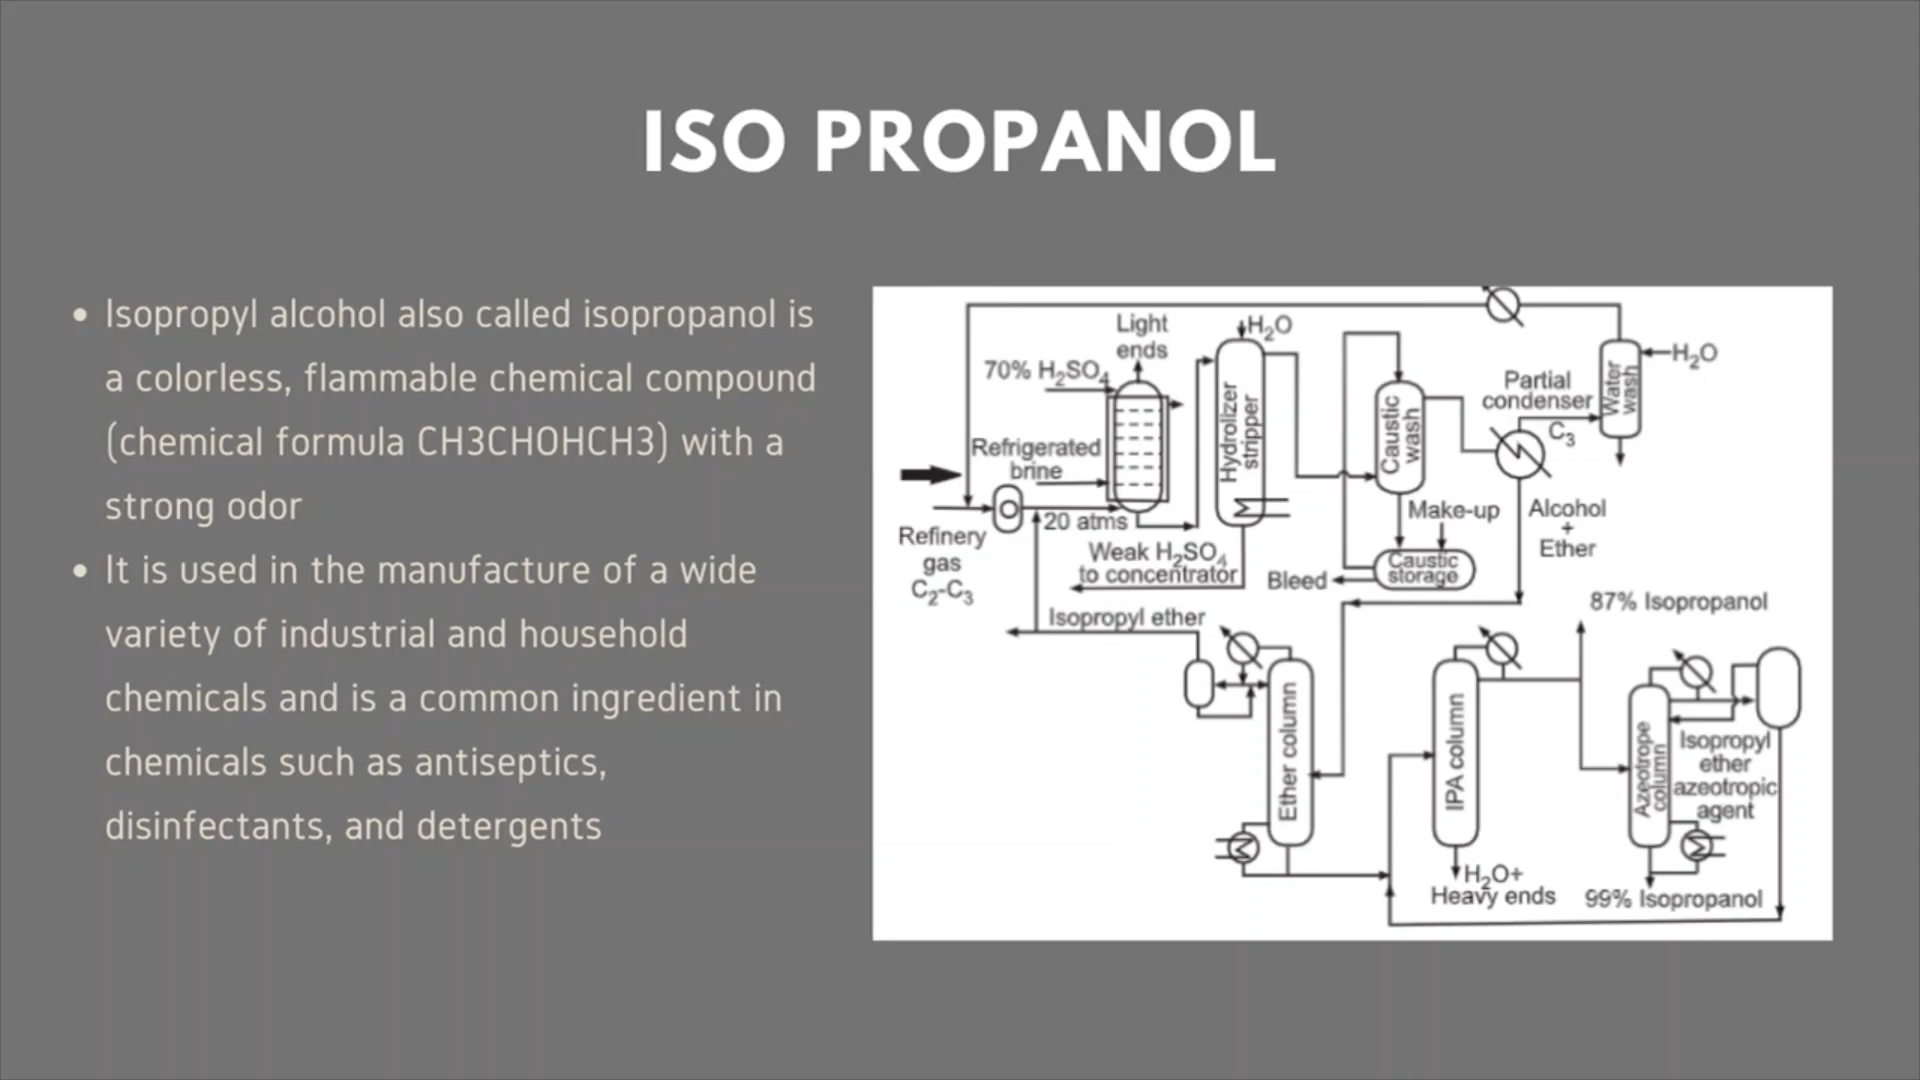 ISO PROPANOL
• Isopropyl alcohol also called isopropanol is
a colorless, flammable chemical compound
(chemical formula CH3CHOHCH3) with a
strong odor
• It is used in the manufacture of a wide
variety of industrial and household
chemicals and is a common ingredient in
chemicals such as antiseptics,
disinfectants, and detergents
Light
ends
70% H₂SO₄
Refrigerated
brine
20 atms
Refinery
gas
C₂-C₃
H₂O
Hydrolizer
stripper
Weak H₂SO₄
to concentrator
Caustic
wash
Make-up
Caustic
storage
Bleed
Partial
condenser
C₃
Water
wash
H₂O
Alcohol
+
Ether
Isopropyl ether
Ether column
IPA column
H₂O+
Heavy ends
87% Isopropanol
Azeotrope
column
Isopropyl
ether
azeotropic
agent
99% Isopropanol